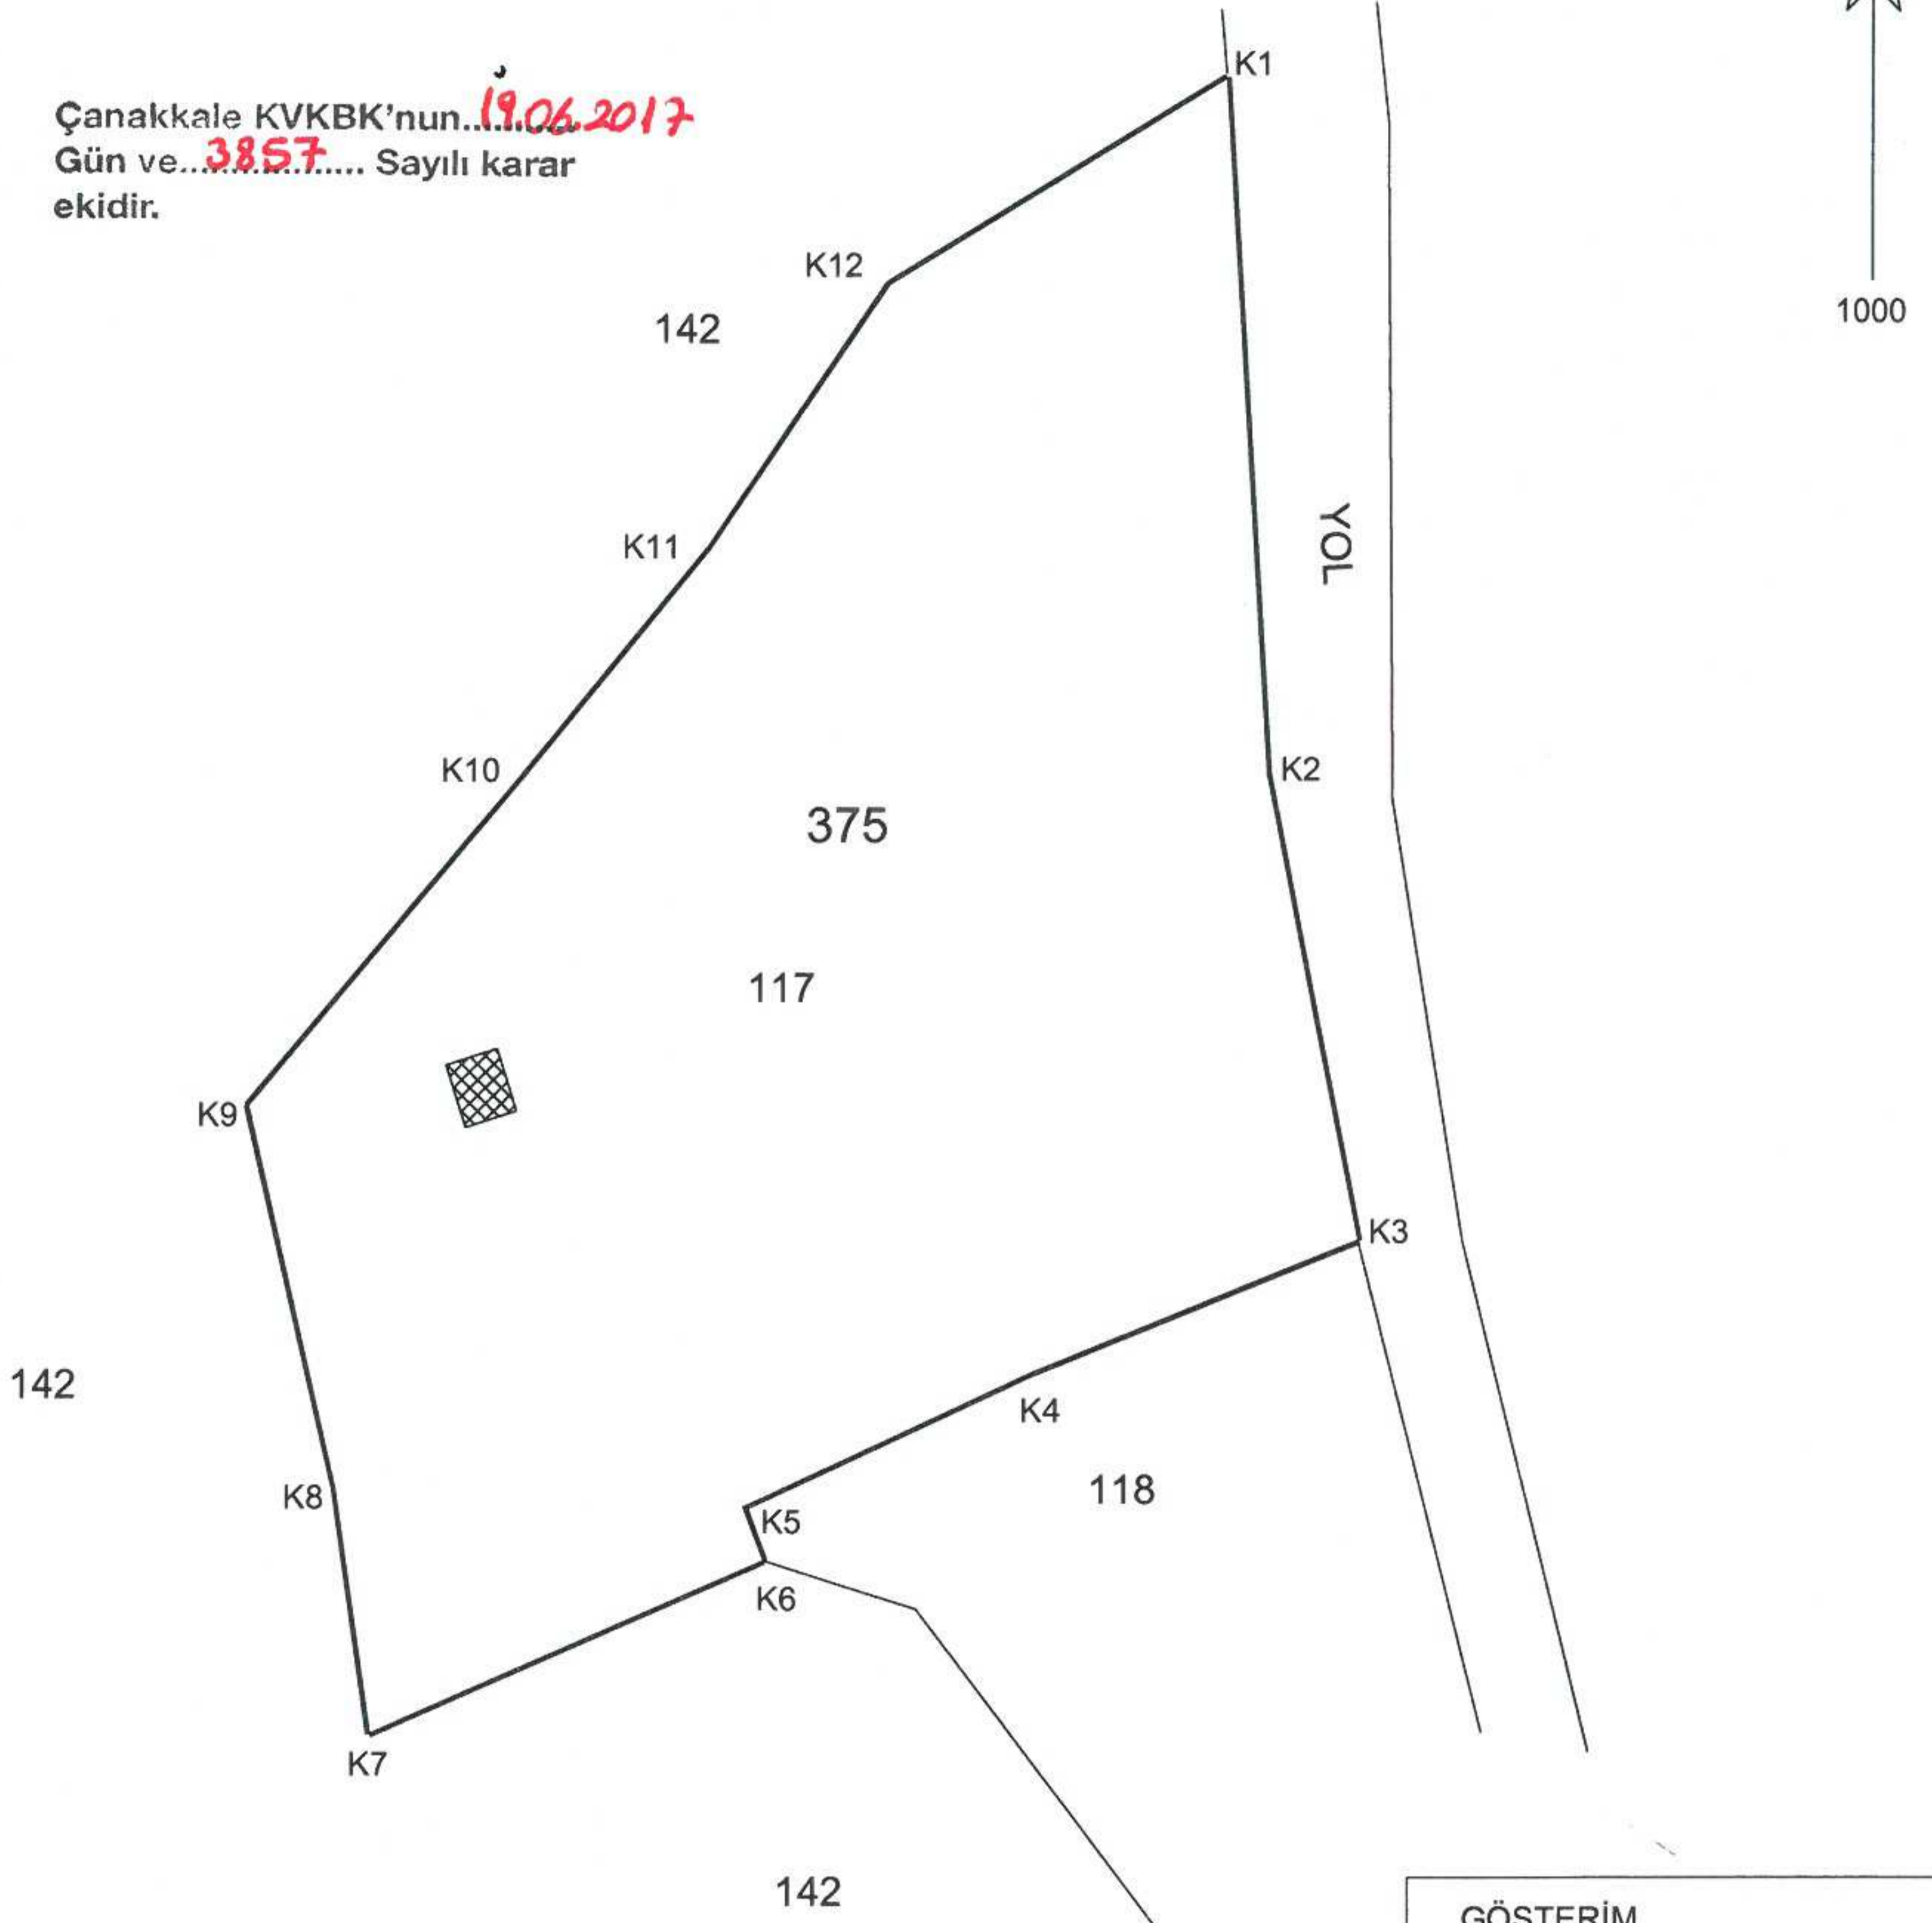 K1
Çanakkale KVKBK'nun 19.06.2017
Gün ve 3857 Sayılı karar
ekidir.
K12
142
1000
K11
YOL
K10
K2
375
117
K9
K3
142
K4
K8
118
K5
K6
K7
142
GÖSTERİM